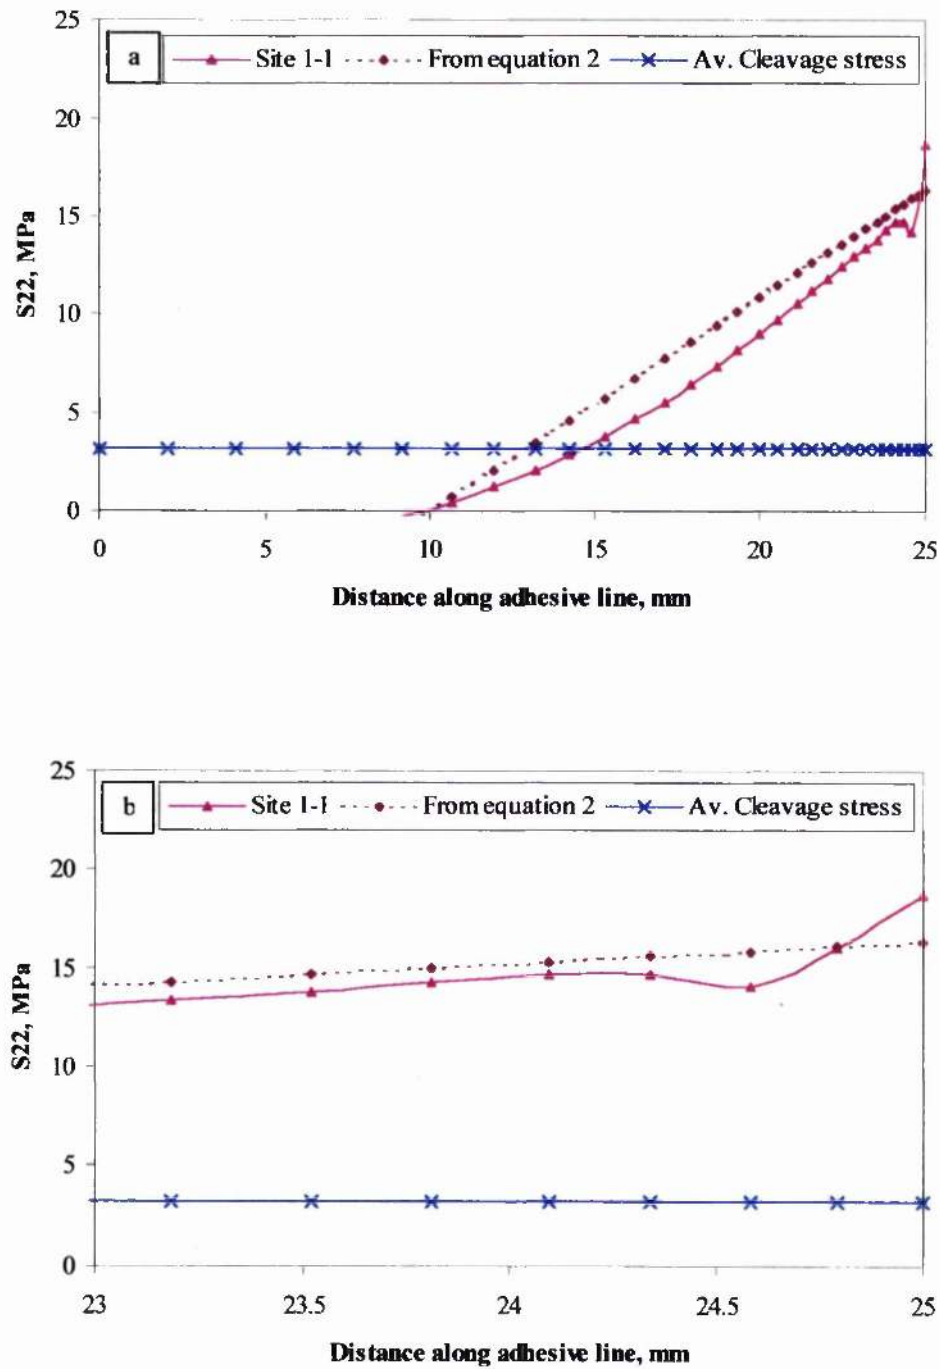 25
a
Site 1-1
From equation 2
Av. Cleavage stress
20
15
10
5
0
S22, MPa
0 5 10 15 20 25
Distance along adhesive line, mm
25
b
Site 1-1
From equation 2
Av. Cleavage stress
20
15
10
5
0
S22, MPa
23 23.5 24 24.5 25
Distance along adhesive line, mm